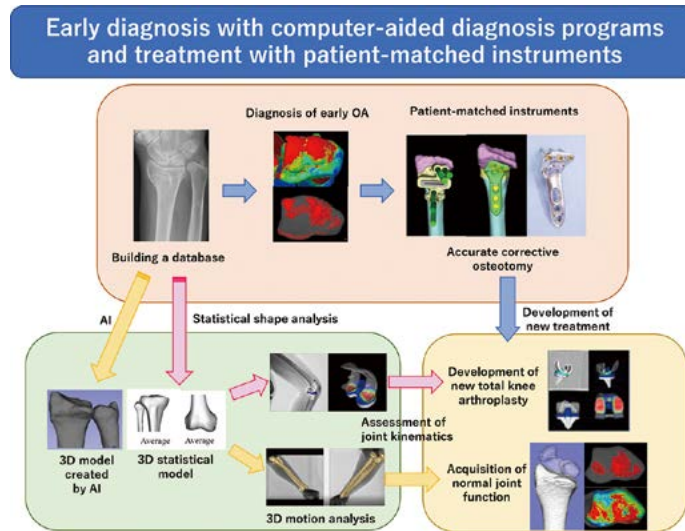 Early diagnosis with computer-aided diagnosis programs
and treatment with patient-matched instruments
Diagnosis of early OA
Patient-matched instruments
Building a database
Accurate corrective
osteotomy
AI
Statistical shape analysis
Development of
new treatment
Average
Average
3D model
created
by AI
3D statistical
model
Assessment of
joint kinematics
3D motion analysis
Development of
new total knee
arthroplasty
Acquisition of
normal joint
function